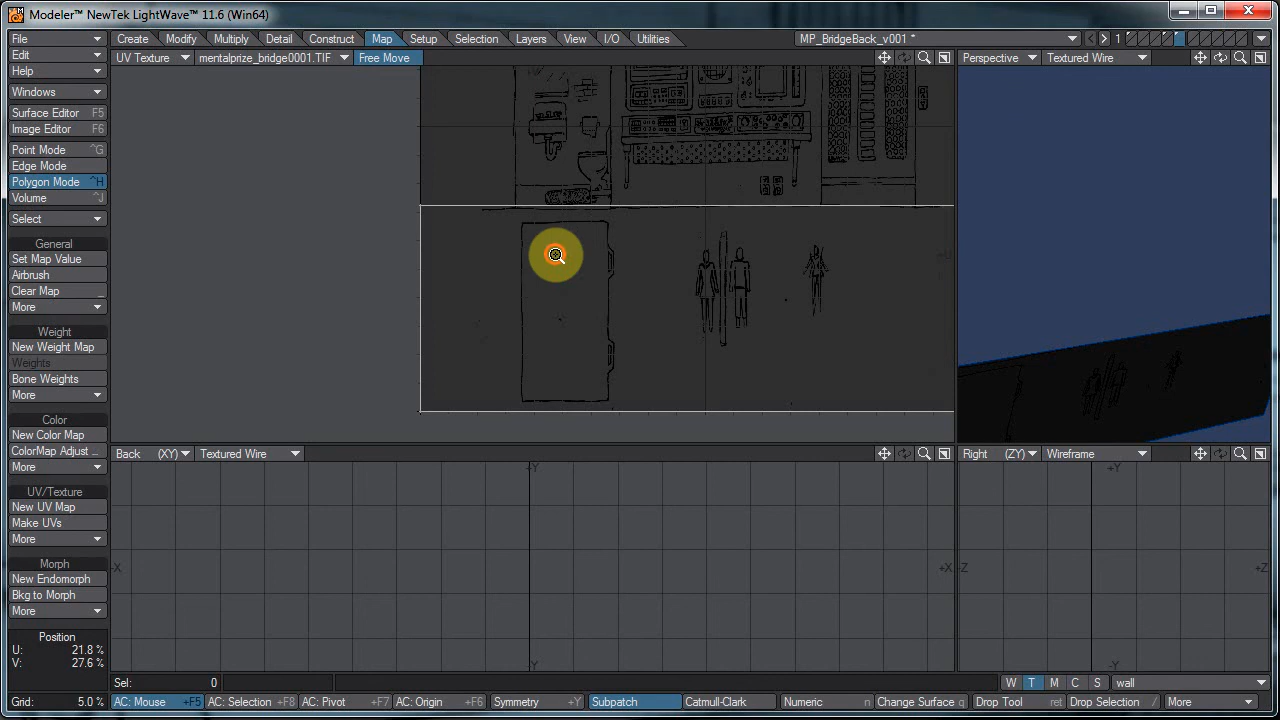 Modeler™ NewTek LightWave™ 11.6 (Win64)
File
Edit
Help
Windows
Surface Editor F5
Image Editor F6
Point Mode ^G
Edge Mode
Polygon Mode ^H
Volume ^J
Select
General
Set Map Value
Airbrush
Clear Map _
More
Weight
New Weight Map
Weights
Bone Weights
More
Color
New Color Map
ColorMap Adjust ...
More
UV/Texture
New UV Map
Make UVs
More
Morph
New Endomorph
Bkg to Morph
More
Position
U: 21.8 %
V: 27.6 %
Grid: 5.0 %
Create Modify Multiply Detail Construct Map Setup Selection Layers View I/O Utilities
MP_BridgeBack_v001 * 1
UV Texture mentalprize_bridge0001.TIF Free Move
Perspective Textured Wire
Back (XY) Textured Wire
+Y
-X +X
-Y
Right (ZY) Wireframe
+Y
-Z +Z
-Y
Sel: 0
W T M C S wall
AC: Mouse +F5 AC: Selection +F8 AC: Pivot +F7 AC: Origin +F6 Symmetry +Y Subpatch Catmull-Clark Numeric n Change Surface q Drop Tool ret Drop Selection / More